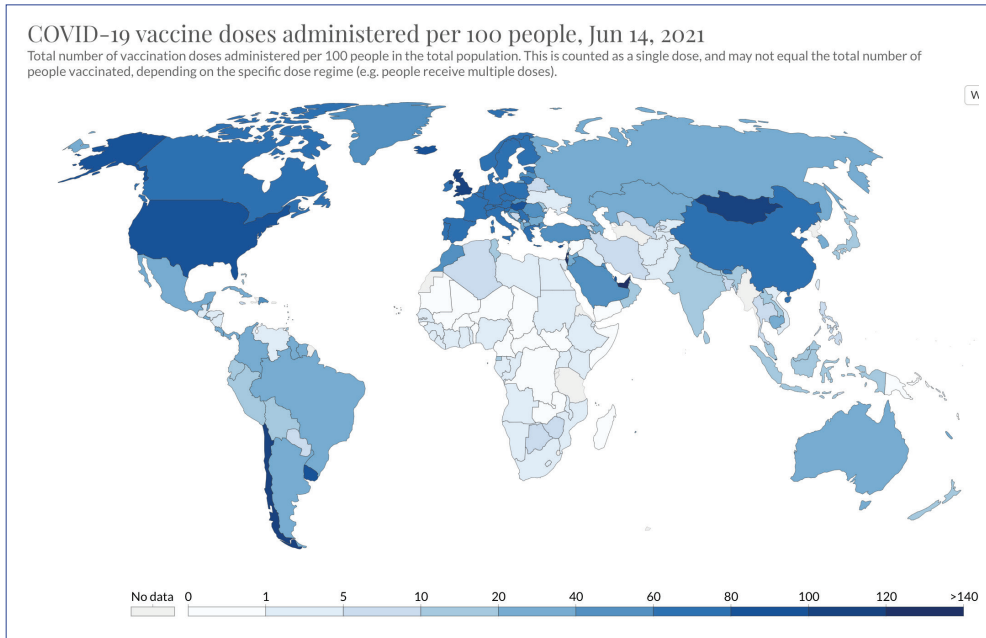 COVID-19 vaccine doses administered per 100 people, Jun 14, 2021
Total number of vaccination doses administered per 100 people in the total population. This is counted as a single dose, and may not equal the total number of
people vaccinated, depending on the specific dose regime (e.g. people receive multiple doses).
W
No data 0 1 5 10 20 40 60 80 100 120 >140